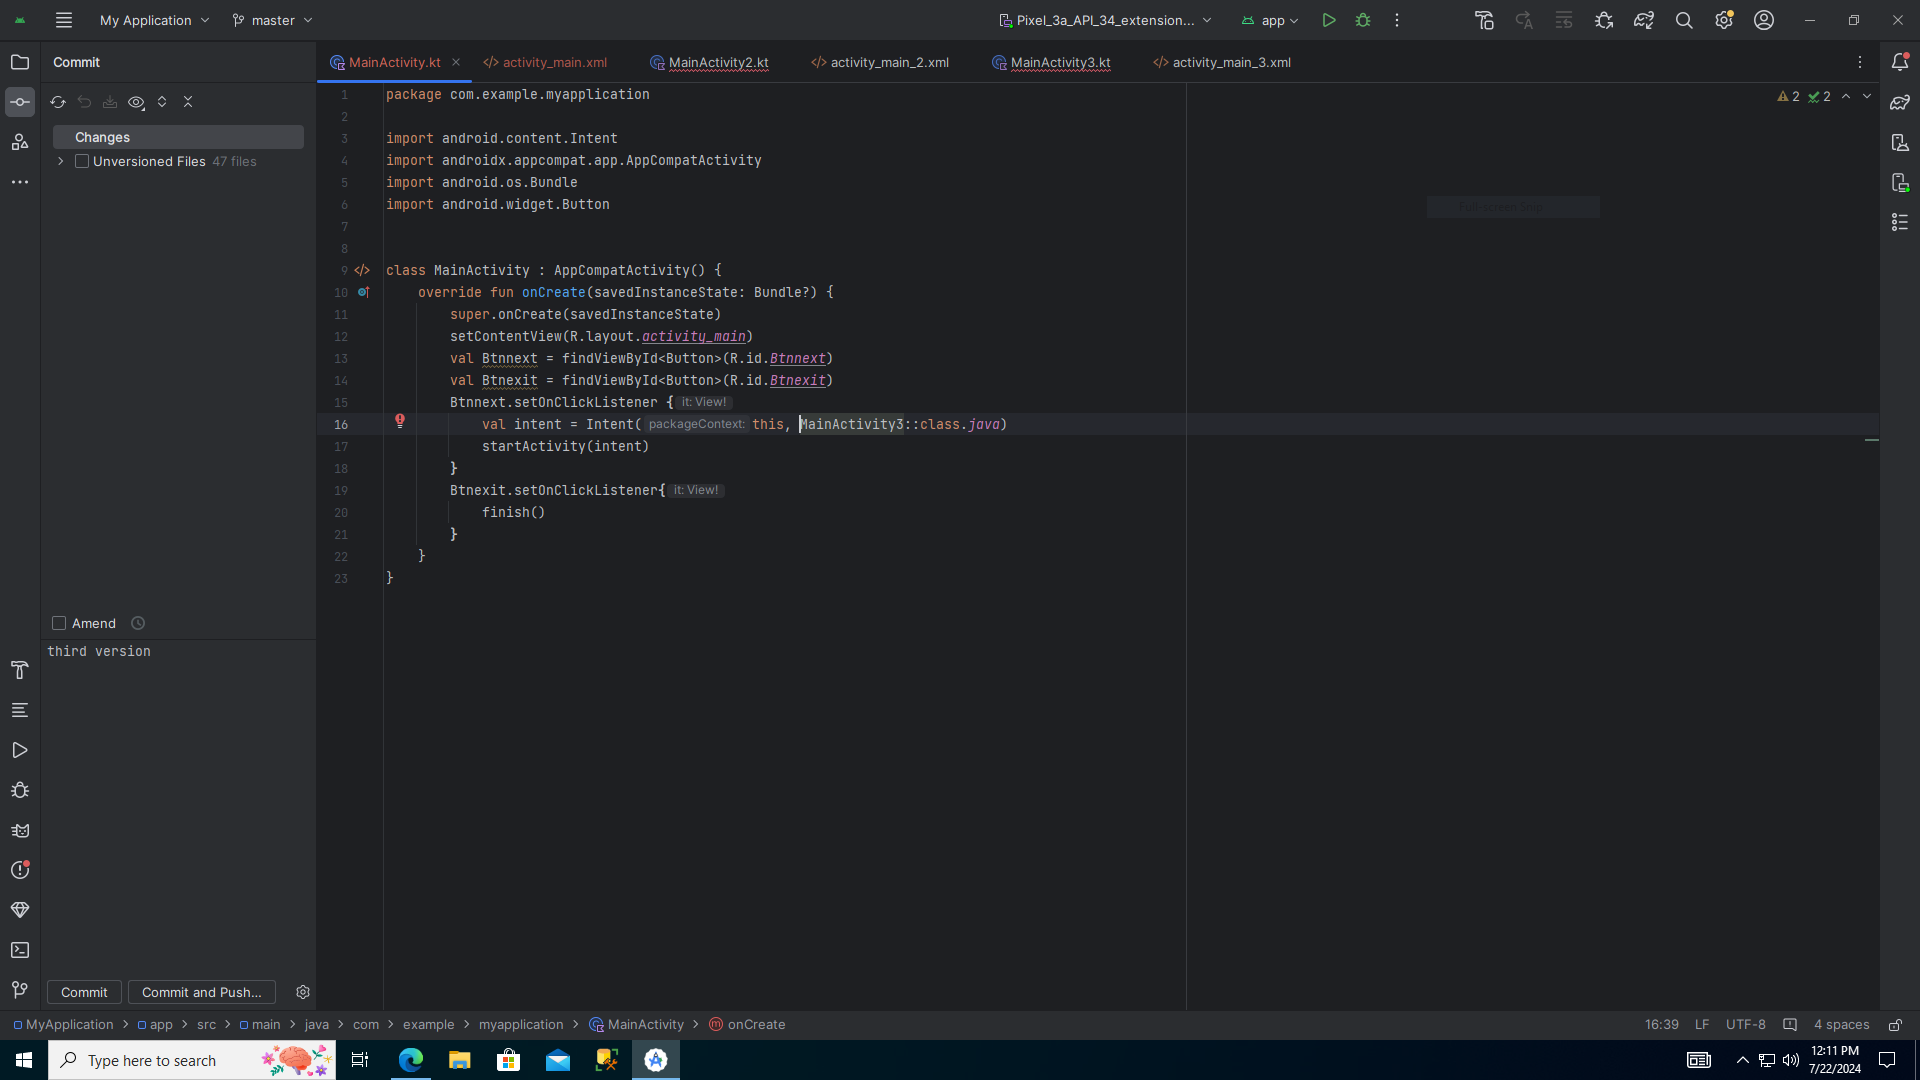 My Application
master
Pixel_3a_API_34_extension...
app
Commit
MainActivity.kt
activity_main.xml
MainActivity2.kt
activity_main_2.xml
MainActivity3.kt
activity_main_3.xml
Changes
Unversioned Files 47 files
Amend
third version
Commit
Commit and Push...
2 2
1 package com.example.myapplication
2
3 import android.content.Intent
4 import androidx.appcompat.app.AppCompatActivity
5 import android.os.Bundle
6 import android.widget.Button
7
8
9 </> class MainActivity : AppCompatActivity() {
10 override fun onCreate(savedInstanceState: Bundle?) {
11 super.onCreate(savedInstanceState)
12 setContentView(R.layout.activity_main)
13 val Btnnext = findViewById<Button>(R.id.Btnnext)
14 val Btnexit = findViewById<Button>(R.id.Btnexit)
15 Btnnext.setOnClickListener { it: View!
16 val intent = Intent( packageContext: this, MainActivity3::class.java)
17 startActivity(intent)
18 }
19 Btnexit.setOnClickListener{ it: View!
20 finish()
21 }
22 }
23 }
Full-screen Snip
MyApplication > app > src > main > java > com > example > myapplication > MainActivity > onCreate
16:39 LF UTF-8 4 spaces
Type here to search
12:11 PM
7/22/2024